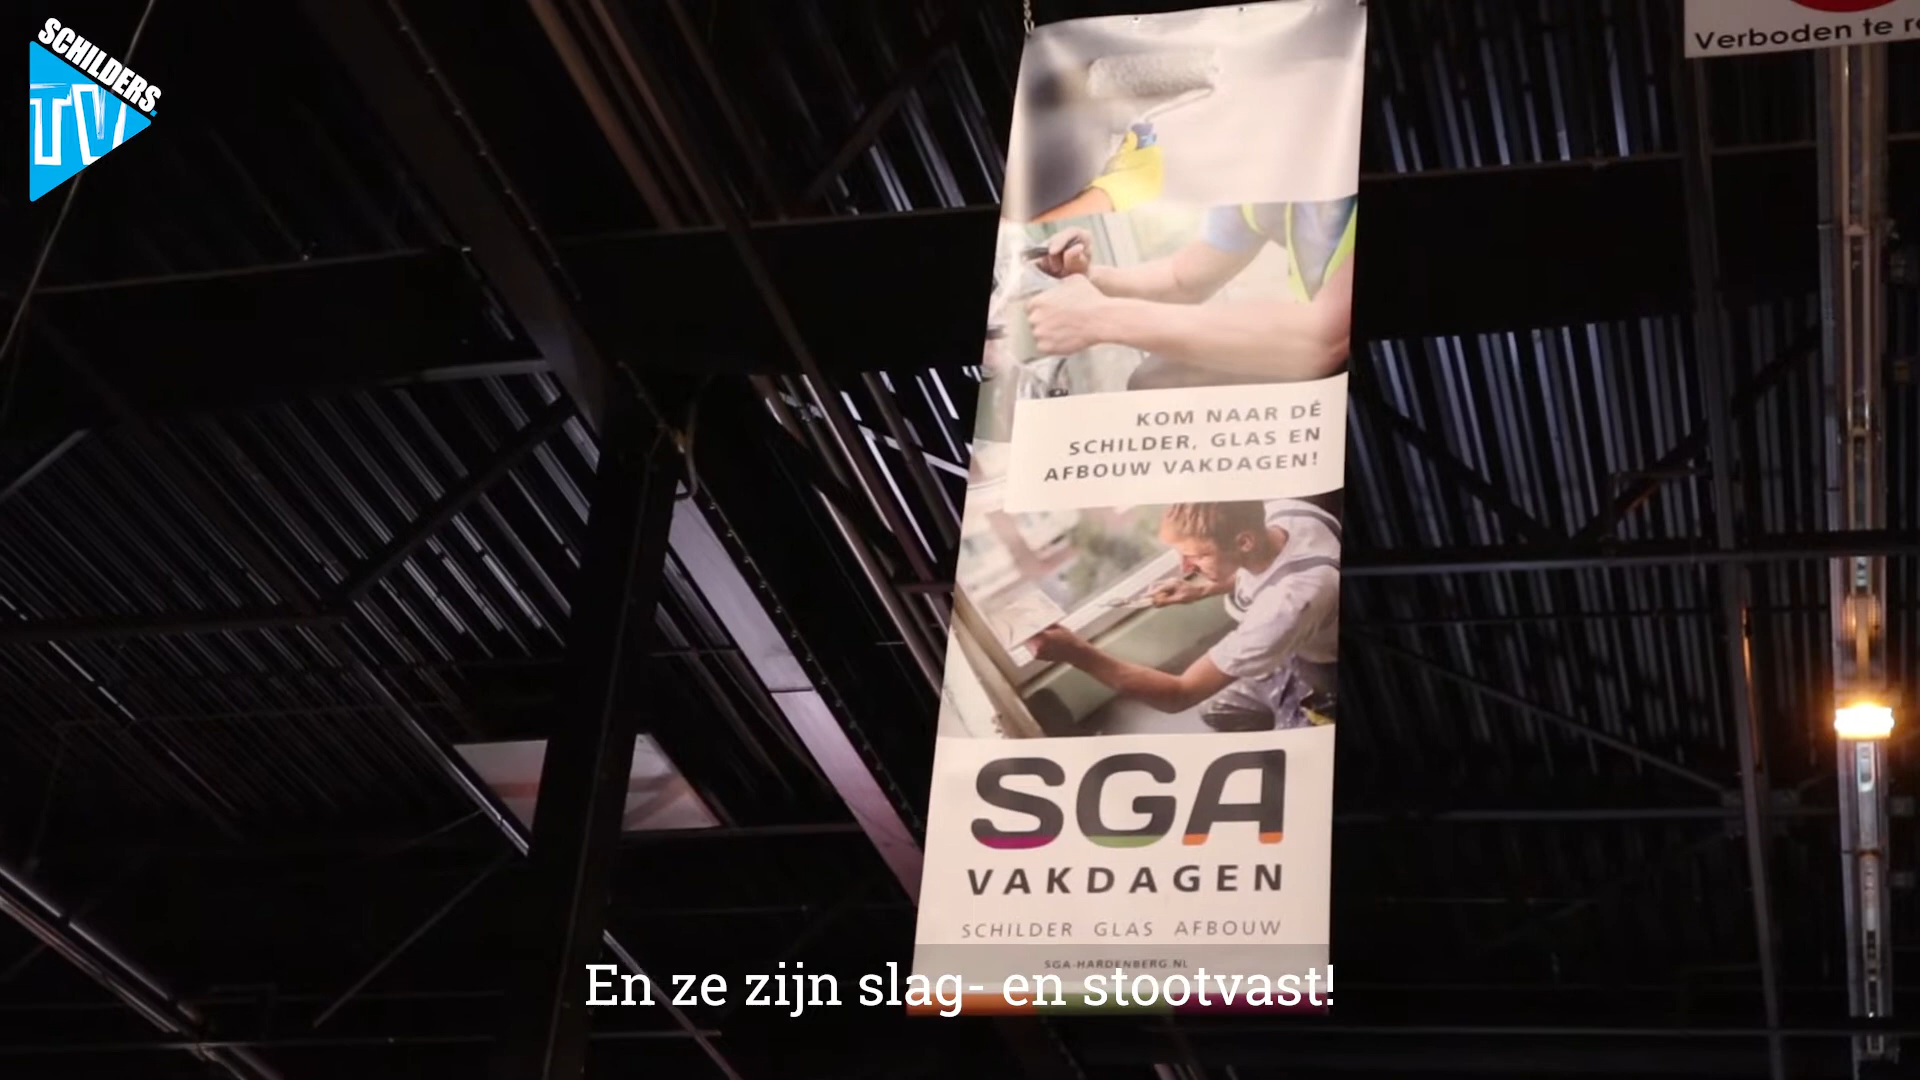 SCHILDERS.
TV
Verboden te
KOM NAAR DÉ
SCHILDER, GLAS EN
AFBOUW VAKDAGEN!
SGA
VAKDAGEN
SCHILDER GLAS AFBOUW
SGA-HARDENBERG.NL
En ze zijn slag- en stootvast!